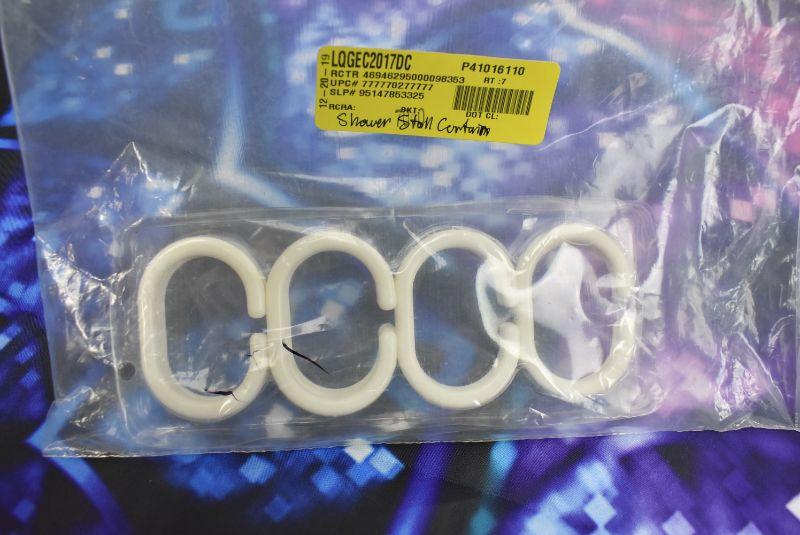 12-20-19
LQGEC2017DC P41016110
RCTR 46946295000098353 RT :7
UPC# 777770277777
SLP# 95147853325
RCRA: PKT: DOT CL:
Shower Stall Curtain